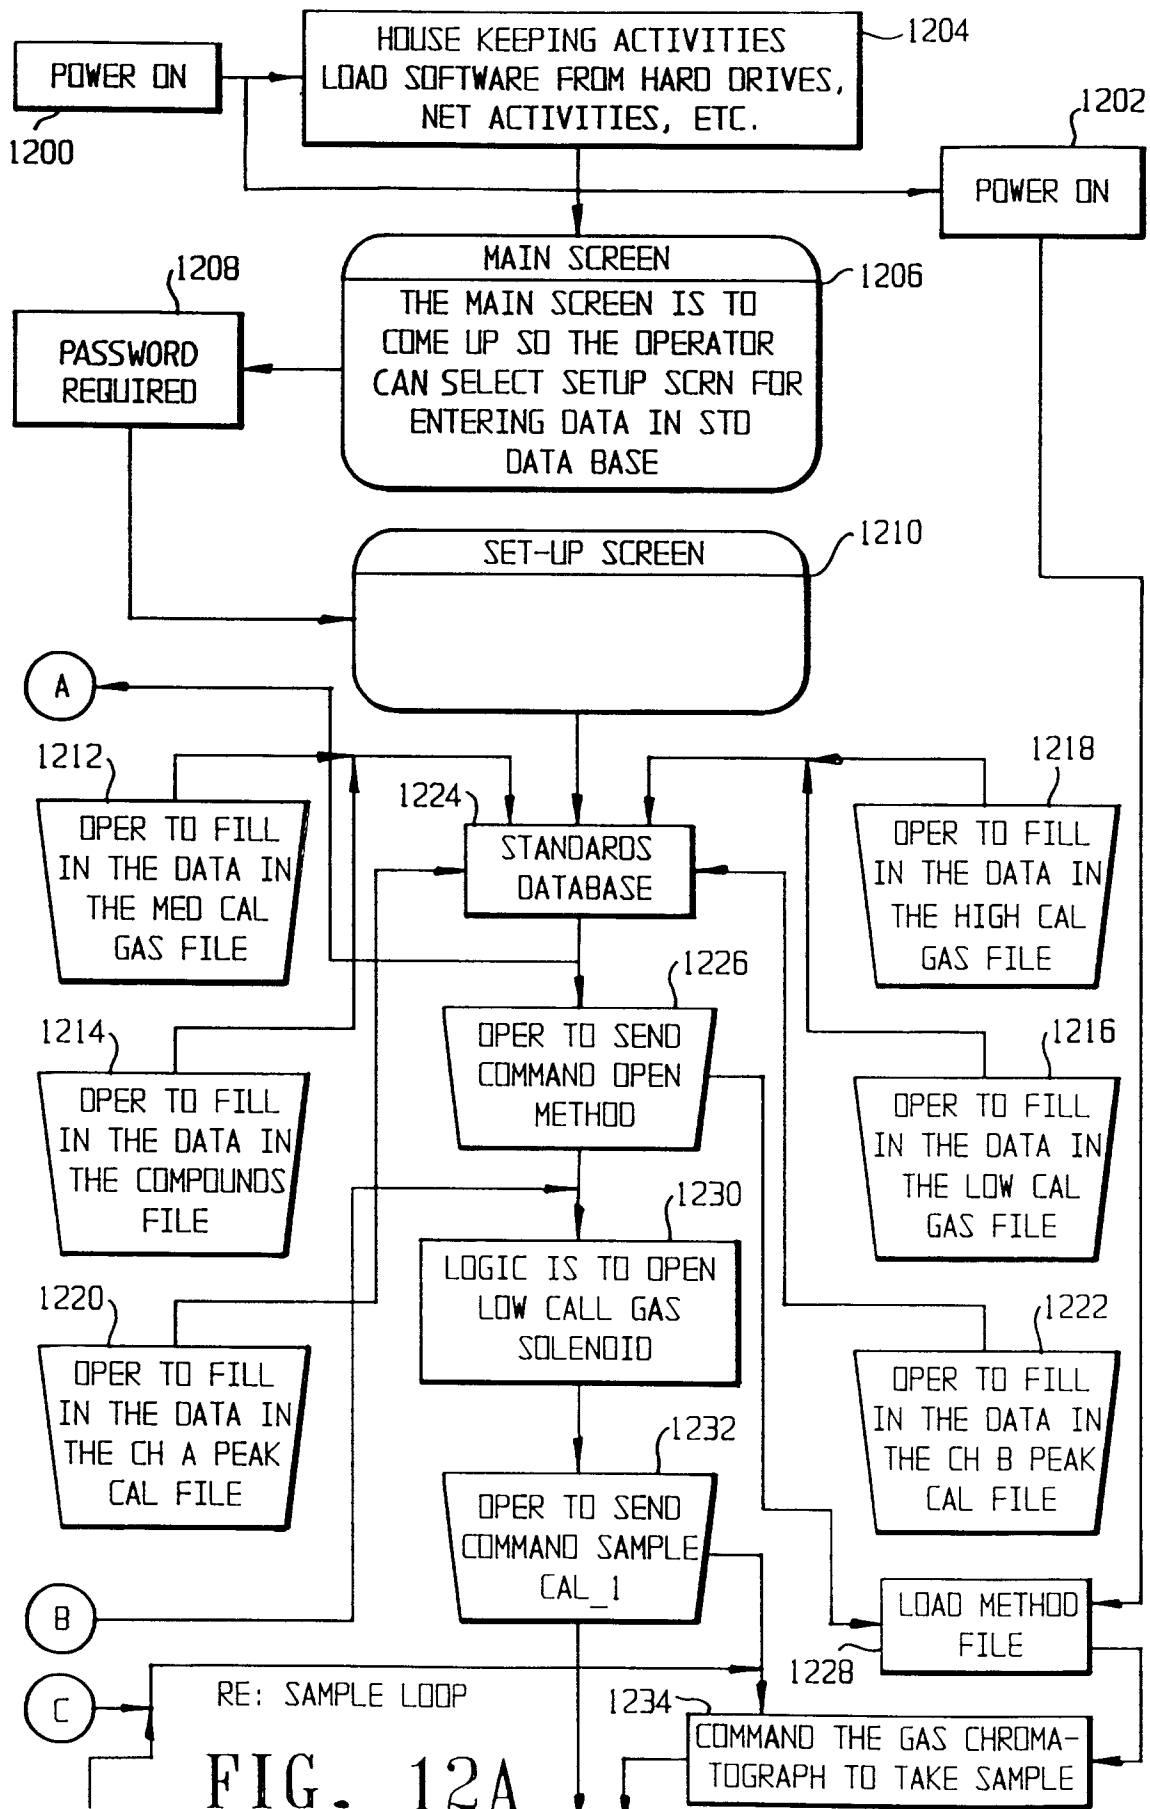 HOUSE KEEPING ACTIVITIES
LOAD SOFTWARE FROM HARD DRIVES,
NET ACTIVITIES, ETC.
1204
POWER ON
1200
1202
POWER ON
MAIN SCREEN
THE MAIN SCREEN IS TO
COME UP SO THE OPERATOR
CAN SELECT SETUP SCRN FOR
ENTERING DATA IN STD
DATA BASE
1206
1208
PASSWORD
REQUIRED
SET-UP SCREEN
1210
A
1212
OPER TO FILL
IN THE DATA IN
THE MED CAL
GAS FILE
1224
STANDARDS
DATABASE
1218
OPER TO FILL
IN THE DATA IN
THE HIGH CAL
GAS FILE
1226
OPER TO SEND
COMMAND OPEN
METHOD
1214
OPER TO FILL
IN THE DATA IN
THE COMPOUNDS
FILE
1216
OPER TO FILL
IN THE DATA IN
THE LOW CAL
GAS FILE
1230
LOGIC IS TO OPEN
LOW CALL GAS
SOLENOID
1220
OPER TO FILL
IN THE DATA IN
THE CH A PEAK
CAL FILE
1222
OPER TO FILL
IN THE DATA IN
THE CH B PEAK
CAL FILE
1232
OPER TO SEND
COMMAND SAMPLE
CAL_1
B
LOAD METHOD
FILE
1228
C
RE: SAMPLE LOOP
1234
COMMAND THE GAS CHROMA-
TOGRAPH TO TAKE SAMPLE
FIG. 12A